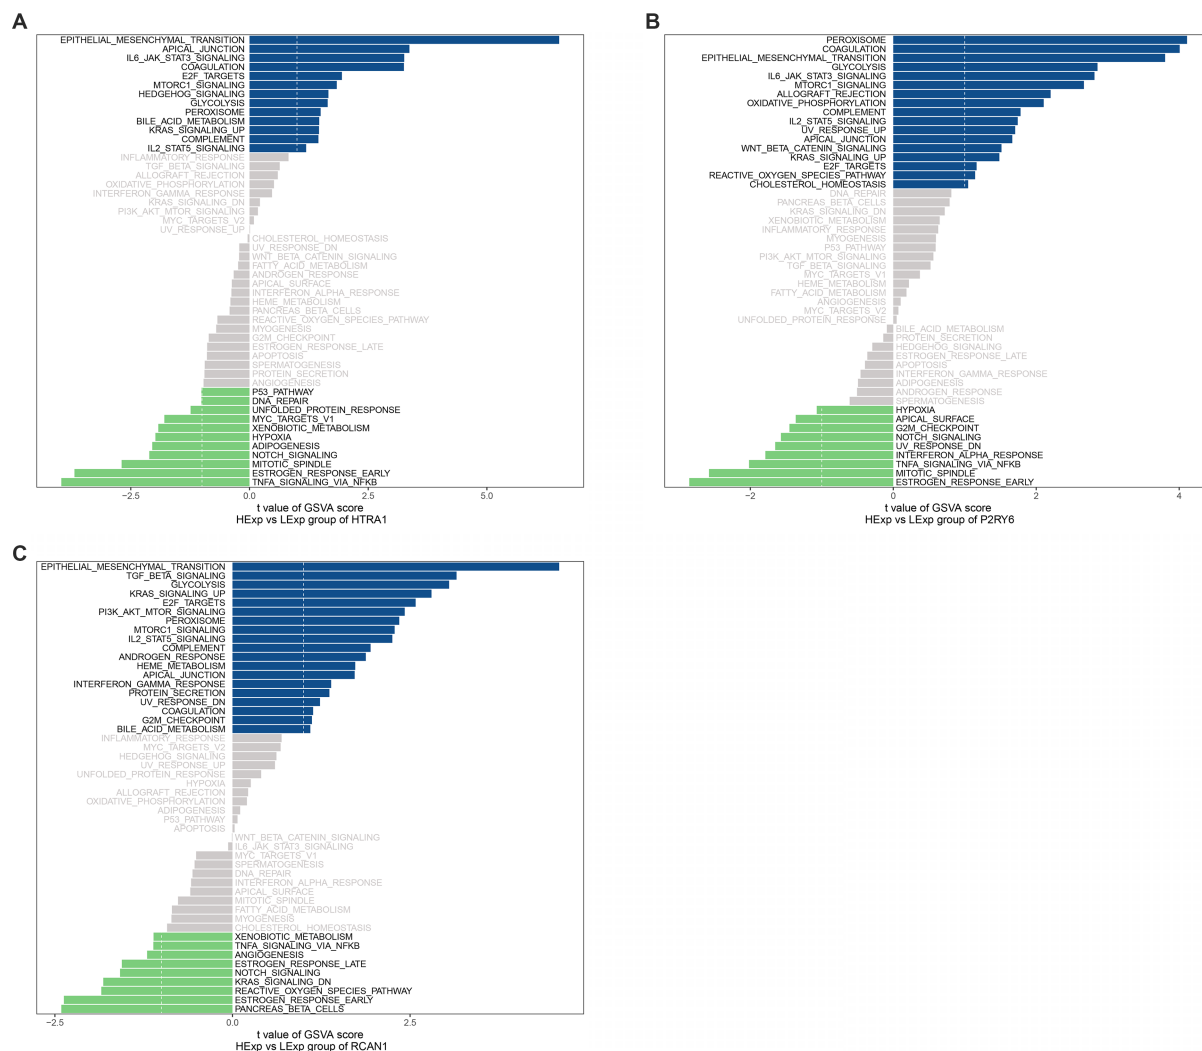 A
EPITHELIAL_MESENCHYMAL_TRANSITION
APICAL_JUNCTION
IL6_JAK_STAT3_SIGNALING
COAGULATION
E2F_TARGETS
MTORC1_SIGNALING
HEDGEHOG_SIGNALING
GLYCOLYSIS
PEROXISOME
BILE_ACID_METABOLISM
KRAS_SIGNALING_UP
COMPLEMENT
IL2_STAT5_SIGNALING
INFLAMMATORY_RESPONSE
TGF_BETA_SIGNALING
ALLOGRAFT_REJECTION
OXIDATIVE_PHOSPHORYLATION
INTERFERON_GAMMA_RESPONSE
KRAS_SIGNALING_DN
PI3K_AKT_MTOR_SIGNALING
MYC_TARGETS_V2
UV_RESPONSE_UP
CHOLESTEROL_HOMEOSTASIS
UV_RESPONSE_DN
WNT_BETA_CATENIN_SIGNALING
FATTY_ACID_METABOLISM
ANDROGEN_RESPONSE
APICAL_SURFACE
INTERFERON_ALPHA_RESPONSE
HEME_METABOLISM
PANCREAS_BETA_CELLS
REACTIVE_OXYGEN_SPECIES_PATHWAY
MYOGENESIS
G2M_CHECKPOINT
ESTROGEN_RESPONSE_LATE
APOPTOSIS
SPERMATOGENESIS
PROTEIN_SECRETION
ANGIOGENESIS
P53_PATHWAY
DNA_REPAIR
UNFOLDED_PROTEIN_RESPONSE
MYC_TARGETS_V1
XENOBIOTIC_METABOLISM
HYPOXIA
ADIPOGENESIS
NOTCH_SIGNALING
MITOTIC_SPINDLE
ESTROGEN_RESPONSE_EARLY
TNFA_SIGNALING_VIA_NFKB
−2.5 0.0 2.5 5.0
t value of GSVA score
HExp vs LExp group of HTRA1
B
PEROXISOME
COAGULATION
EPITHELIAL_MESENCHYMAL_TRANSITION
GLYCOLYSIS
IL6_JAK_STAT3_SIGNALING
MTORC1_SIGNALING
ALLOGRAFT_REJECTION
OXIDATIVE_PHOSPHORYLATION
COMPLEMENT
IL2_STAT5_SIGNALING
UV_RESPONSE_UP
APICAL_JUNCTION
WNT_BETA_CATENIN_SIGNALING
KRAS_SIGNALING_UP
E2F_TARGETS
REACTIVE_OXYGEN_SPECIES_PATHWAY
CHOLESTEROL_HOMEOSTASIS
DNA_REPAIR
PANCREAS_BETA_CELLS
KRAS_SIGNALING_DN
XENOBIOTIC_METABOLISM
INFLAMMATORY_RESPONSE
MYOGENESIS
P53_PATHWAY
PI3K_AKT_MTOR_SIGNALING
TGF_BETA_SIGNALING
MYC_TARGETS_V1
HEME_METABOLISM
FATTY_ACID_METABOLISM
ANGIOGENESIS
MYC_TARGETS_V2
UNFOLDED_PROTEIN_RESPONSE
BILE_ACID_METABOLISM
PROTEIN_SECRETION
HEDGEHOG_SIGNALING
ESTROGEN_RESPONSE_LATE
APOPTOSIS
INTERFERON_GAMMA_RESPONSE
ADIPOGENESIS
ANDROGEN_RESPONSE
SPERMATOGENESIS
HYPOXIA
APICAL_SURFACE
G2M_CHECKPOINT
NOTCH_SIGNALING
UV_RESPONSE_DN
INTERFERON_ALPHA_RESPONSE
TNFA_SIGNALING_VIA_NFKB
MITOTIC_SPINDLE
ESTROGEN_RESPONSE_EARLY
−2 0 2 4
t value of GSVA score
HExp vs LExp group of P2RY6
C
EPITHELIAL_MESENCHYMAL_TRANSITION
TGF_BETA_SIGNALING
GLYCOLYSIS
KRAS_SIGNALING_UP
E2F_TARGETS
PI3K_AKT_MTOR_SIGNALING
PEROXISOME
MTORC1_SIGNALING
IL2_STAT5_SIGNALING
COMPLEMENT
ANDROGEN_RESPONSE
HEME_METABOLISM
APICAL_JUNCTION
INTERFERON_GAMMA_RESPONSE
PROTEIN_SECRETION
UV_RESPONSE_DN
COAGULATION
G2M_CHECKPOINT
BILE_ACID_METABOLISM
INFLAMMATORY_RESPONSE
MYC_TARGETS_V2
HEDGEHOG_SIGNALING
UV_RESPONSE_UP
UNFOLDED_PROTEIN_RESPONSE
HYPOXIA
ALLOGRAFT_REJECTION
OXIDATIVE_PHOSPHORYLATION
ADIPOGENESIS
P53_PATHWAY
APOPTOSIS
WNT_BETA_CATENIN_SIGNALING
IL6_JAK_STAT3_SIGNALING
MYC_TARGETS_V1
SPERMATOGENESIS
DNA_REPAIR
INTERFERON_ALPHA_RESPONSE
APICAL_SURFACE
MITOTIC_SPINDLE
FATTY_ACID_METABOLISM
MYOGENESIS
CHOLESTEROL_HOMEOSTASIS
XENOBIOTIC_METABOLISM
TNFA_SIGNALING_VIA_NFKB
ANGIOGENESIS
ESTROGEN_RESPONSE_LATE
NOTCH_SIGNALING
KRAS_SIGNALING_DN
REACTIVE_OXYGEN_SPECIES_PATHWAY
ESTROGEN_RESPONSE_EARLY
PANCREAS_BETA_CELLS
−2.5 0.0 2.5
t value of GSVA score
HExp vs LExp group of RCAN1